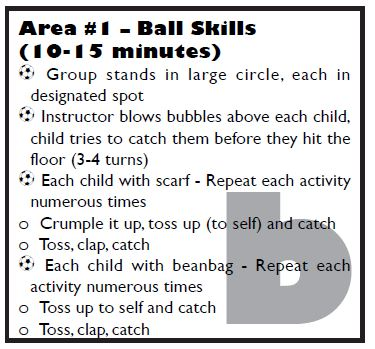 Area #1 – Ball Skills
(10-15 minutes)
⚽ Group stands in large circle, each in
designated spot
⚽ Instructor blows bubbles above each child,
child tries to catch them before they hit the
floor (3-4 turns)
⚽ Each child with scarf - Repeat each activity
numerous times
o Crumple it up, toss up (to self) and catch
o Toss, clap, catch
⚽ Each child with beanbag - Repeat each
activity numerous times
o Toss up to self and catch
o Toss, clap, catch
b